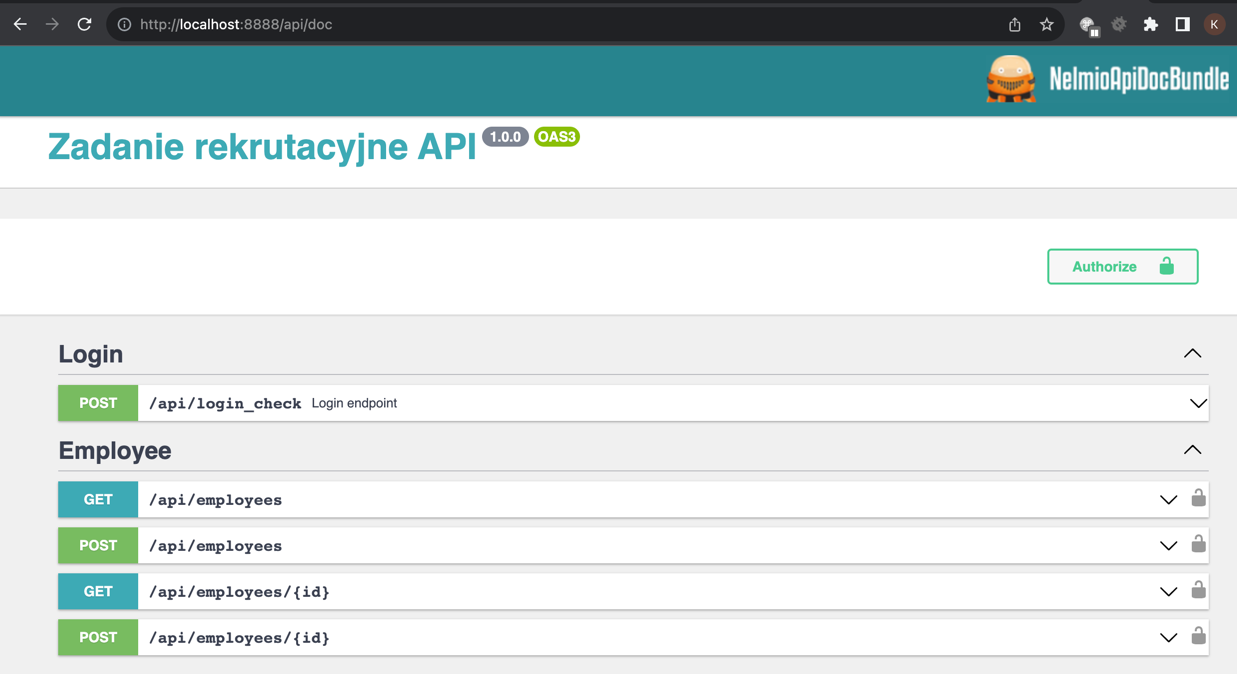 http://localhost:8888/api/doc
K
NelmioApiDocBundle
Zadanie rekrutacyjne API 1.0.0 OAS3
Authorize
Login
POST /api/login_check Login endpoint
Employee
GET /api/employees
POST /api/employees
GET /api/employees/{id}
POST /api/employees/{id}